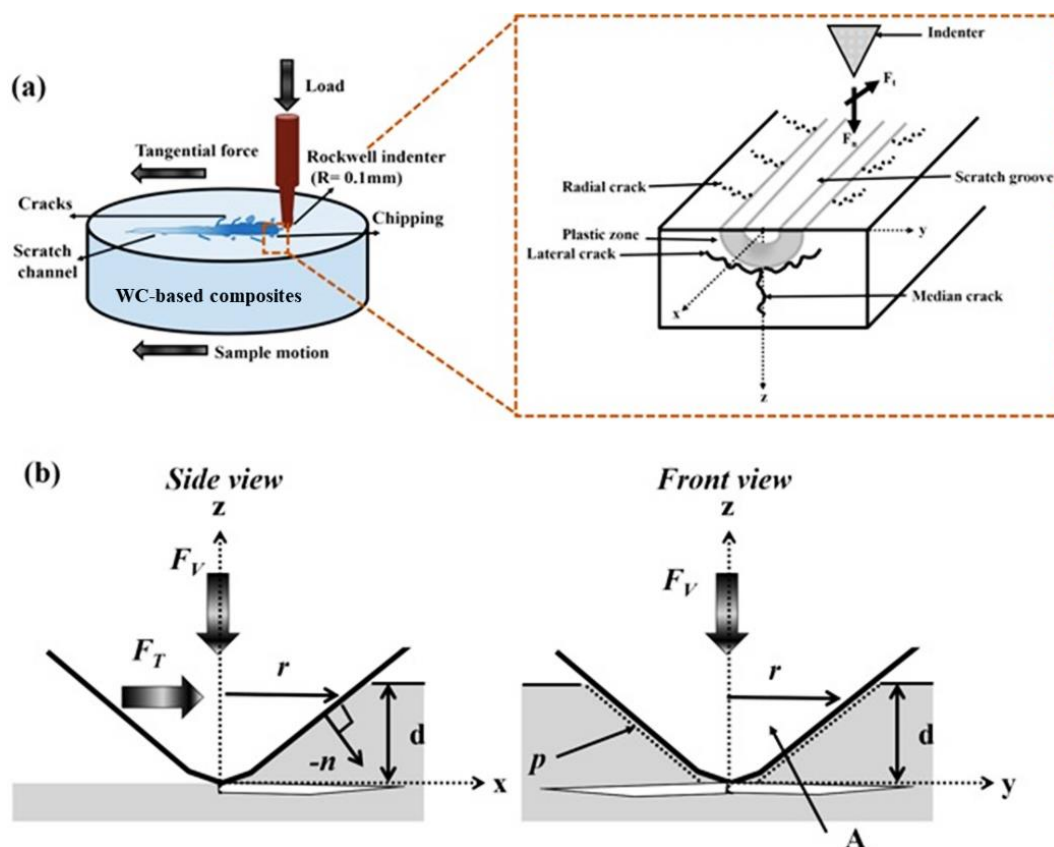 (a)
Load
Tangential force
Rockwell indenter
(R= 0.1mm)
Cracks
Chipping
Scratch
channel
WC-based composites
Sample motion
Indenter
Ft
Fn
Radial crack
Scratch groove
Plastic zone
y
Lateral crack
x
Median crack
z
(b)
Side view
Front view
z
z
FV
FV
FT
r
r
d
d
-n
p
x
y
A